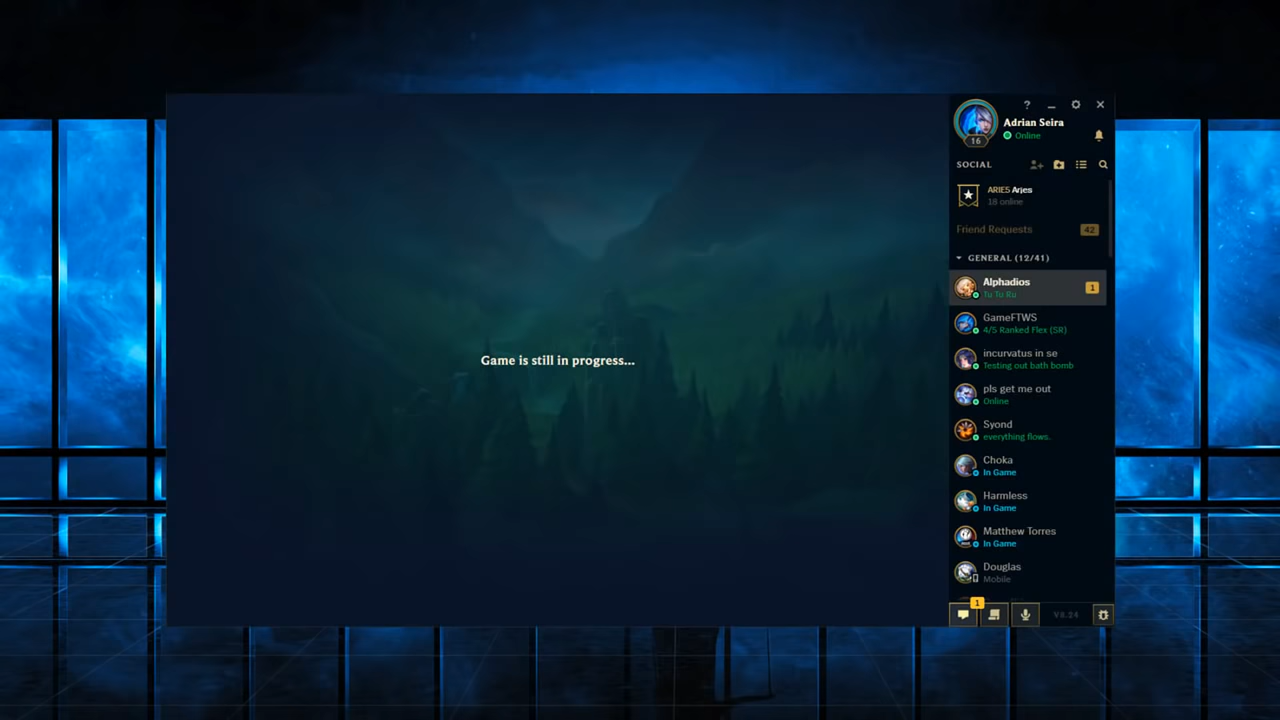 ?
Adrian Seira
16
Online
SOCIAL
ARIES Aries
18 online
Friend Requests 42
GENERAL (12/41)
Alphadios
Tu Tu Ru
1
GameFTWS
4/5 Ranked Flex (SR)
incurvatus in se
Testing out bath bomb
pls get me out
Online
Syond
everything flows.
Choka
In Game
Harmless
In Game
Matthew Torres
In Game
Douglas
Mobile
Game is still in progress...
1
V8.24